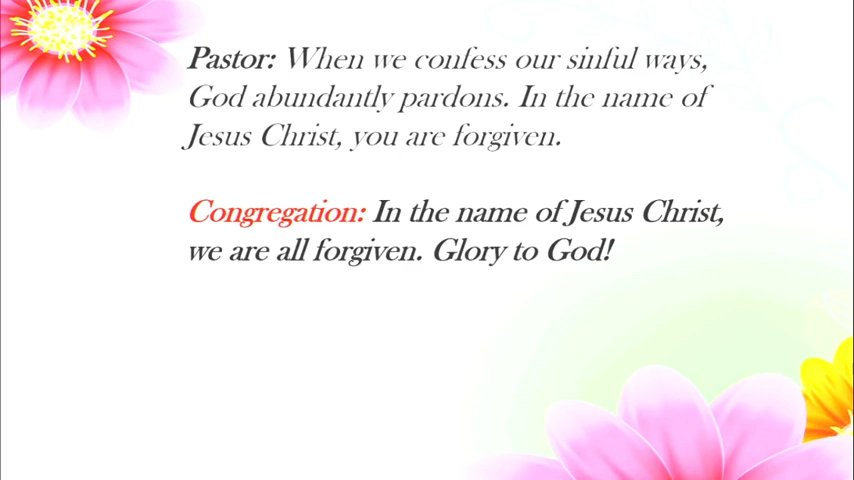 Pastor: When we confess our sinful ways,
God abundantly pardons. In the name of
Jesus Christ, you are forgiven.
Congregation: In the name of Jesus Christ,
we are all forgiven. Glory to God!